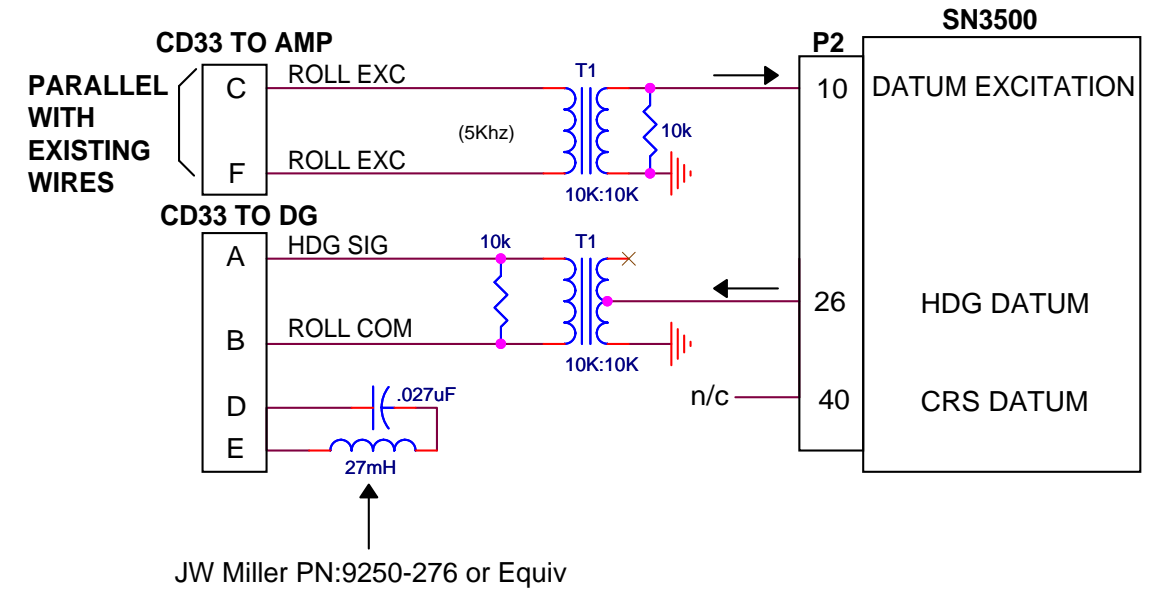 SN3500
CD33 TO AMP
P2
PARALLEL
WITH
EXISTING
WIRES
C
ROLL EXC
T1
10
DATUM EXCITATION
(5Khz)
10k
F
ROLL EXC
10K:10K
CD33 TO DG
A
HDG SIG
10k
T1
26
HDG DATUM
B
ROLL COM
10K:10K
D
.027uF
n/c
40
CRS DATUM
E
27mH
JW Miller PN:9250-276 or Equiv